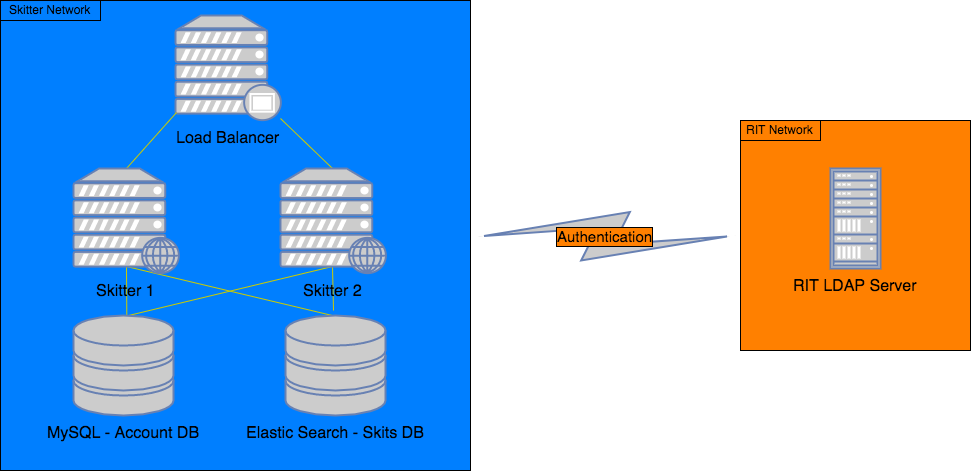 Skitter Network
Load Balancer
RIT Network
Skitter 1
Skitter 2
Authentication
RIT LDAP Server
MySQL - Account DB
Elastic Search - Skits DB